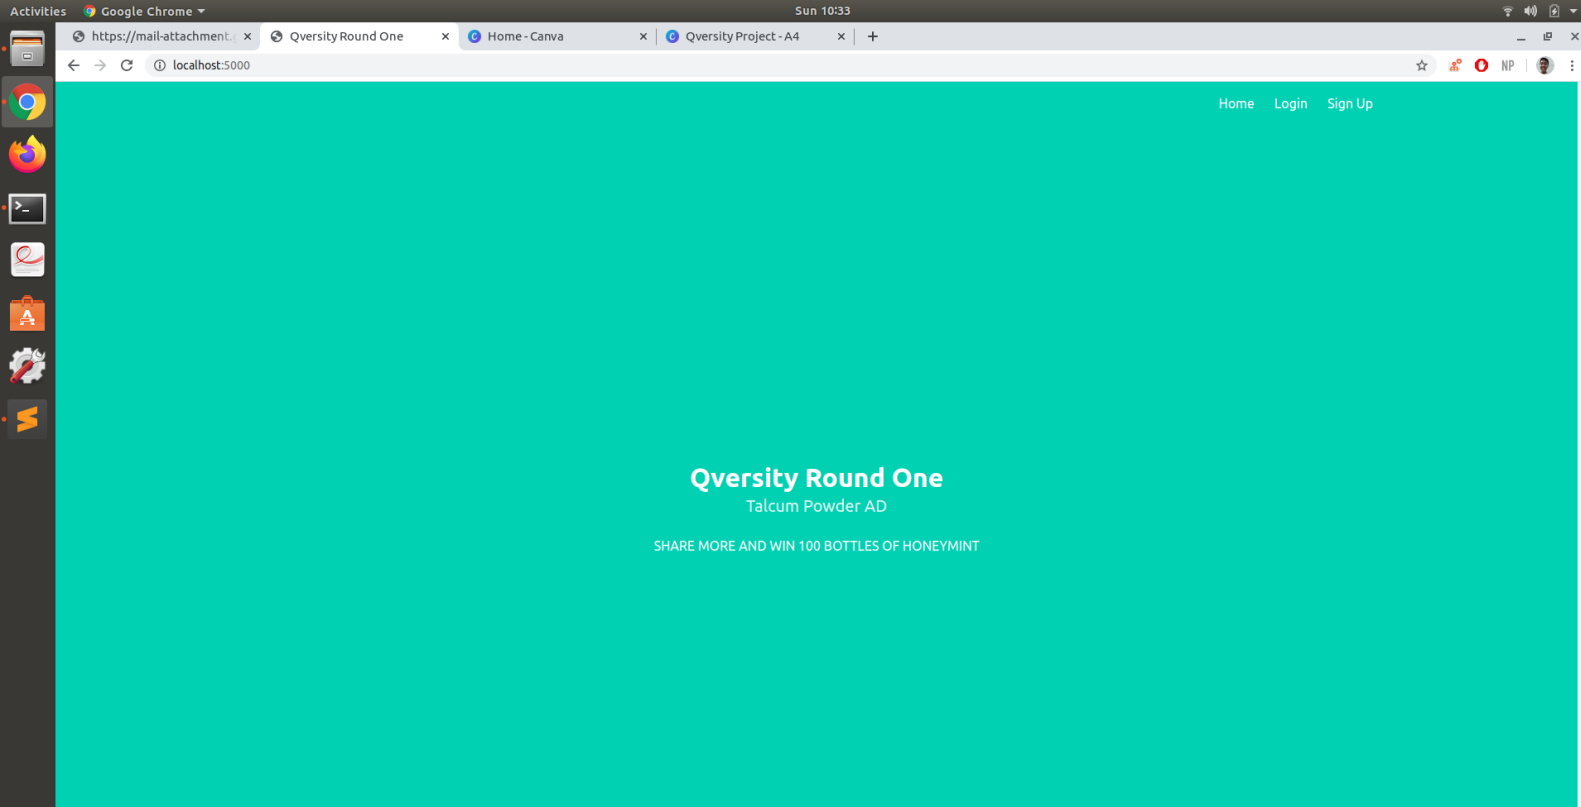 Activities Google Chrome Sun 10:33
https://mail-attachment. Qversity Round One Home - Canva Qversity Project - A4
localhost:5000 NP
Home Login Sign Up
Qversity Round One
Talcum Powder AD
SHARE MORE AND WIN 100 BOTTLES OF HONEYMINT